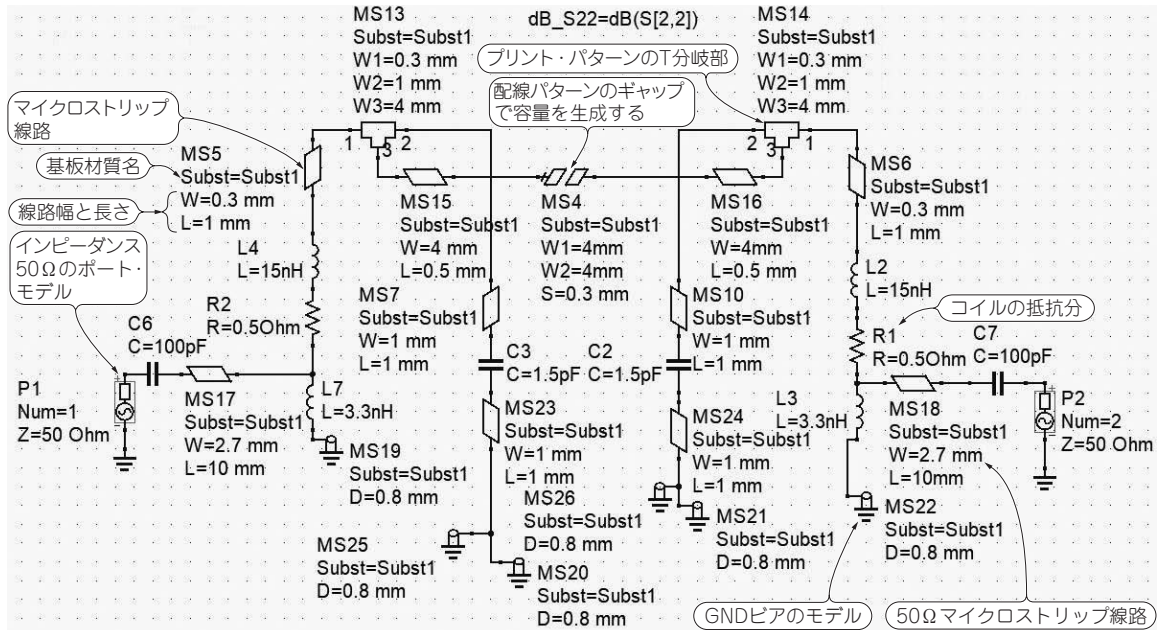 MS13
Subst=Subst1
W1=0.3 mm
W2=1 mm
W3=4 mm
dB_S22=dB(S[2,2])
MS14
Subst=Subst1
W1=0.3 mm
W2=1 mm
W3=4 mm
プリント・パターンのT分岐部
配線パターンのギャップ
で容量を生成する
マイクロストリップ
線路
基板材質名
線路幅と長さ
インピーダンス
50Ωのポート・
モデル
MS5
Subst=Subst1
W=0.3 mm
L=1 mm
1
2
3
MS15
Subst=Subst1
W=4 mm
L=0.5 mm
MS4
Subst=Subst1
W1=4mm
W2=4mm
S=0.3 mm
MS16
Subst=Subst1
W=4mm
L=0.5 mm
2
3
1
MS6
Subst=Subst1
W=0.3 mm
L=1 mm
L4
L=15nH
R2
R=0.5Ohm
C6
C=100pF
P1
Num=1
Z=50 Ohm
MS17
Subst=Subst1
W=2.7 mm
L=10 mm
L7
L=3.3nH
MS19
Subst=Subst1
D=0.8 mm
MS7
Subst=Subst1
W=1 mm
L=1 mm
C3
C=1.5pF
MS23
Subst=Subst1
W=1 mm
L=1 mm
MS26
Subst=Subst1
D=0.8 mm
MS25
Subst=Subst1
D=0.8 mm
MS20
Subst=Subst1
D=0.8 mm
MS10
Subst=Subst1
W=1 mm
L=1 mm
C2
C=1.5pF
MS24
Subst=Subst1
W=1 mm
L=1 mm
MS21
Subst=Subst1
D=0.8 mm
L2
L=15nH
コイルの抵抗分
R1
R=0.5Ohm
C7
C=100pF
L3
L=3.3nH
MS18
Subst=Subst1
W=2.7 mm
L=10mm
P2
Num=2
Z=50 Ohm
MS22
Subst=Subst1
D=0.8 mm
GNDビアのモデル
50Ωマイクロストリップ線路